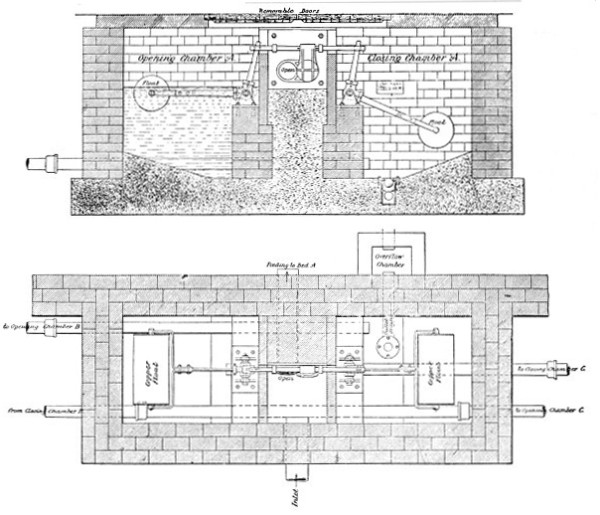 Removable Doors
Opening Chamber A
Closing Chamber A
Float
Open
Float
Feeding to Bed A
Overflow
Chamber
to Opening Chamber B
Copper
Float
Open
Copper
Float
to Closing Chamber C
From Closing Chamber B
to Opening Chamber C
Inlet